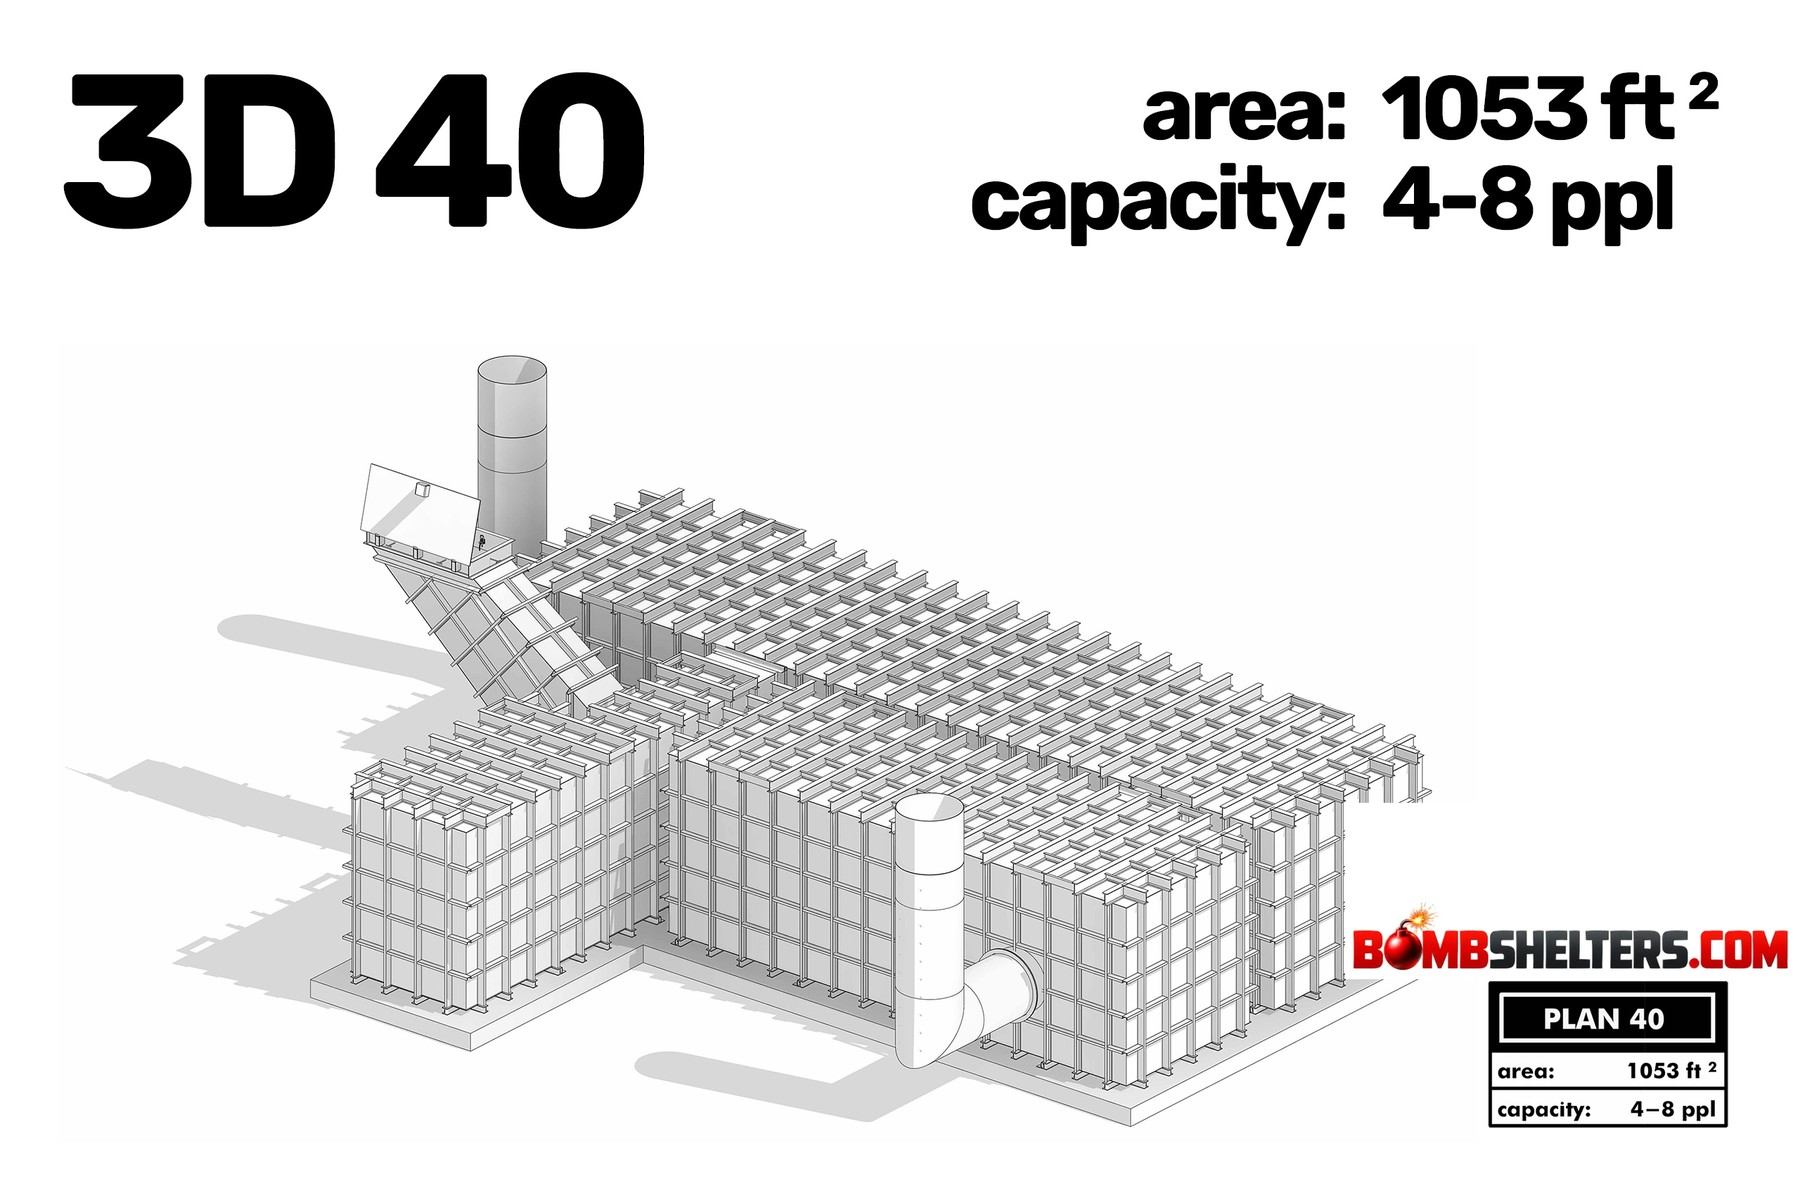 3D 40
area: 1053 ft ²
capacity: 4-8 ppl
BOMBSHELTERS.COM
PLAN 40
area: 1053 ft ²
capacity: 4-8 ppl